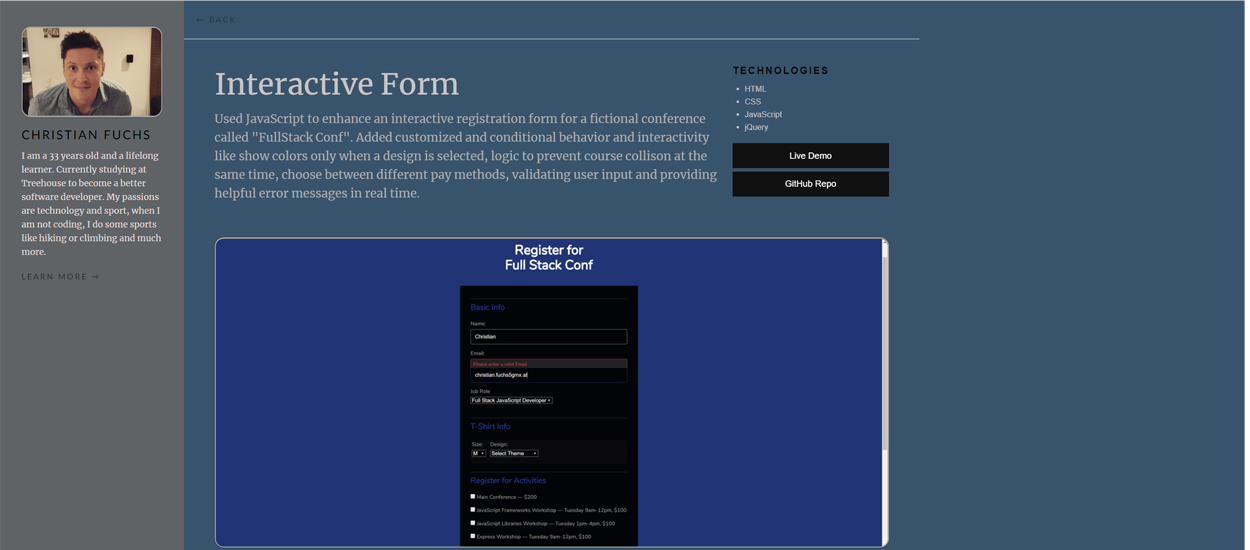 ← BACK
CHRISTIAN FUCHS
I am a 33 years old and a lifelong
learner. Currently studying at
Treehouse to become a better
software developer. My passions
are technology and sport, when I
am not coding, I do some sports
like hiking or climbing and much
more.
LEARN MORE →
Interactive Form
Used JavaScript to enhance an interactive registration form for a fictional conference
called "FullStack Conf". Added customized and conditional behavior and interactivity
like show colors only when a design is selected, logic to prevent course collison at the
same time, choose between different pay methods, validating user input and providing
helpful error messages in real time.
TECHNOLOGIES
• HTML
• CSS
• JavaScript
• jQuery
Live Demo
GitHub Repo
Register for
Full Stack Conf
Basic Info
Name:
Christian
Email:
Please enter a valid Email
christian.fuchs5gmx.at
Job Role
Full Stack JavaScript Developer
T-Shirt Info
Size: Design:
M Select Theme
Register for Activities
Main Conference — $200
JavaScript Frameworks Workshop — Tuesday 9am-12pm, $100
JavaScript Libraries Workshop — Tuesday 1pm-4pm, $100
Express Workshop — Tuesday 9am-12pm, $100